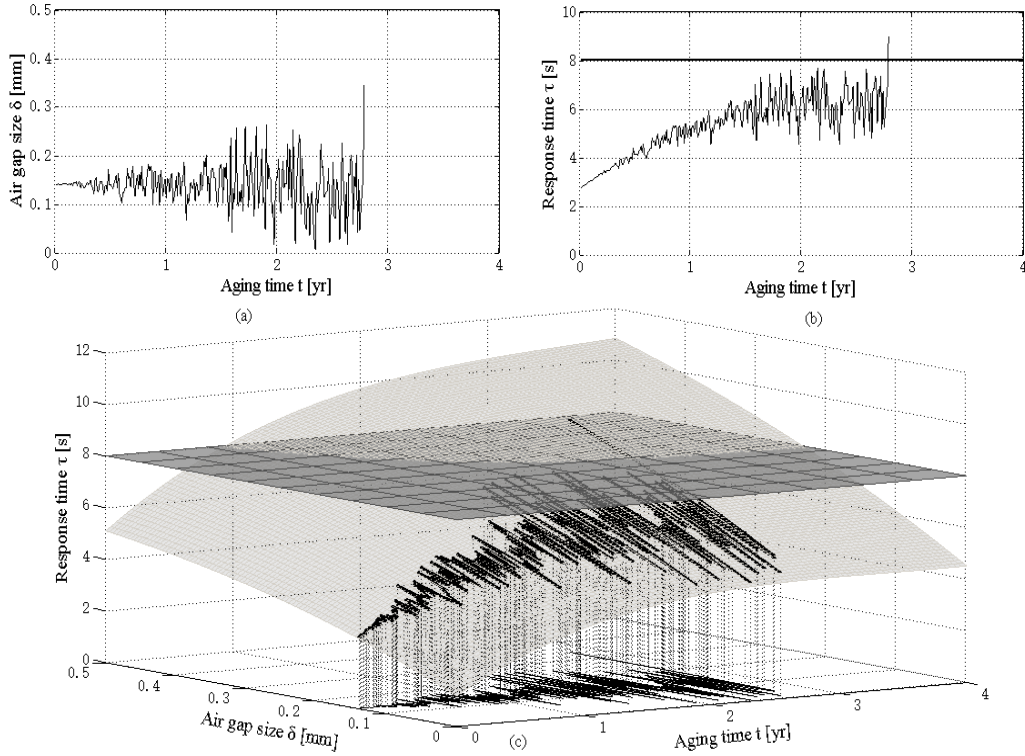 0.5
0.4
0.3
0.2
0.1
0
Air gap size δ [mm]
0 1 2 3 4
Aging time t [yr]
(a)
10
8
6
4
2
0
Response time τ [s]
0 1 2 3 4
Aging time t [yr]
(b)
12
10
8
6
4
2
0
Response time τ [s]
0.5
0.4
0.3
0.2
0.1
0
Air gap size δ [mm]
0
1
2
3
4
Aging time t [yr]
(c)